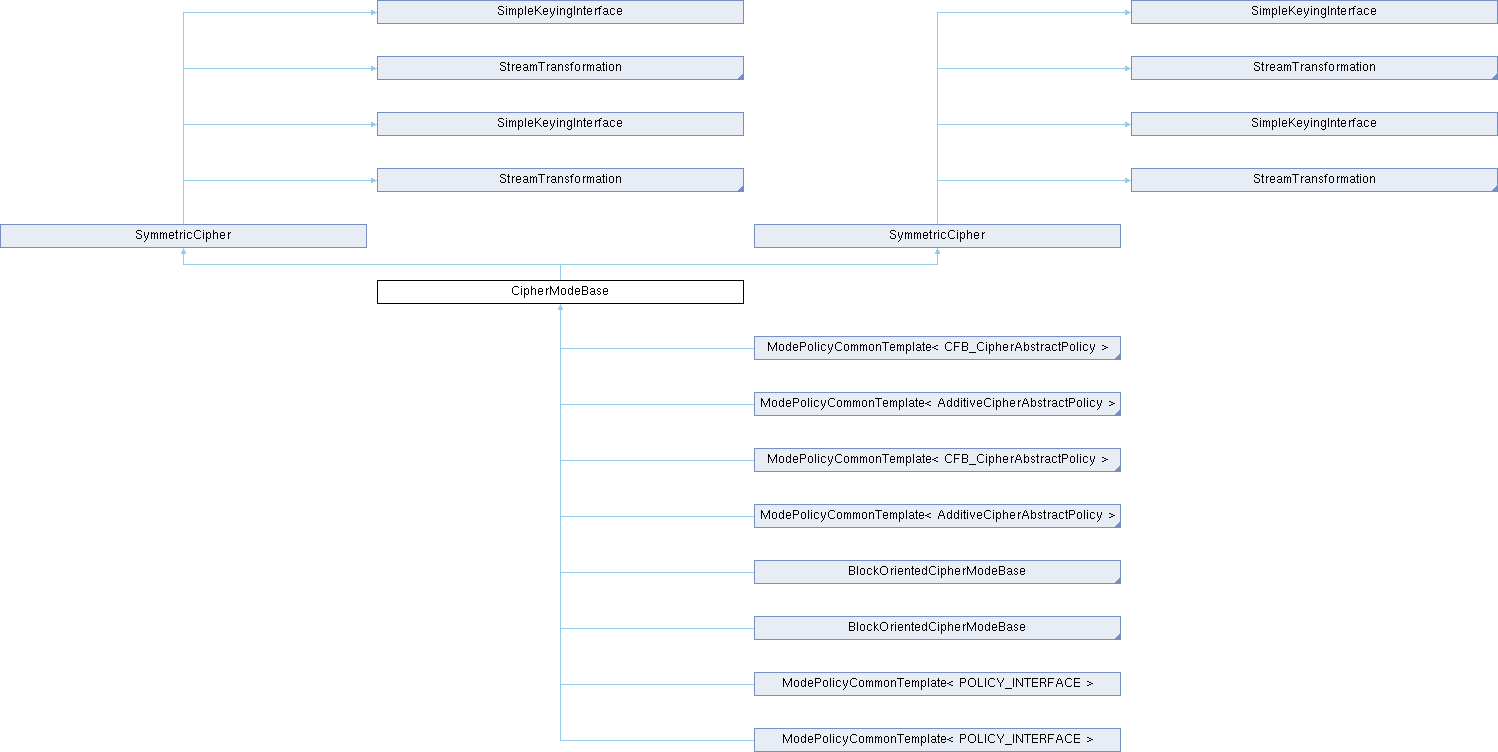 SimpleKeyingInterface SimpleKeyingInterface
StreamTransformation StreamTransformation
SimpleKeyingInterface SimpleKeyingInterface
StreamTransformation StreamTransformation
SymmetricCipher SymmetricCipher
CipherModeBase
ModePolicyCommonTemplate< CFB_CipherAbstractPolicy >
ModePolicyCommonTemplate< AdditiveCipherAbstractPolicy >
ModePolicyCommonTemplate< CFB_CipherAbstractPolicy >
ModePolicyCommonTemplate< AdditiveCipherAbstractPolicy >
BlockOrientedCipherModeBase
BlockOrientedCipherModeBase
ModePolicyCommonTemplate< POLICY_INTERFACE >
ModePolicyCommonTemplate< POLICY_INTERFACE >